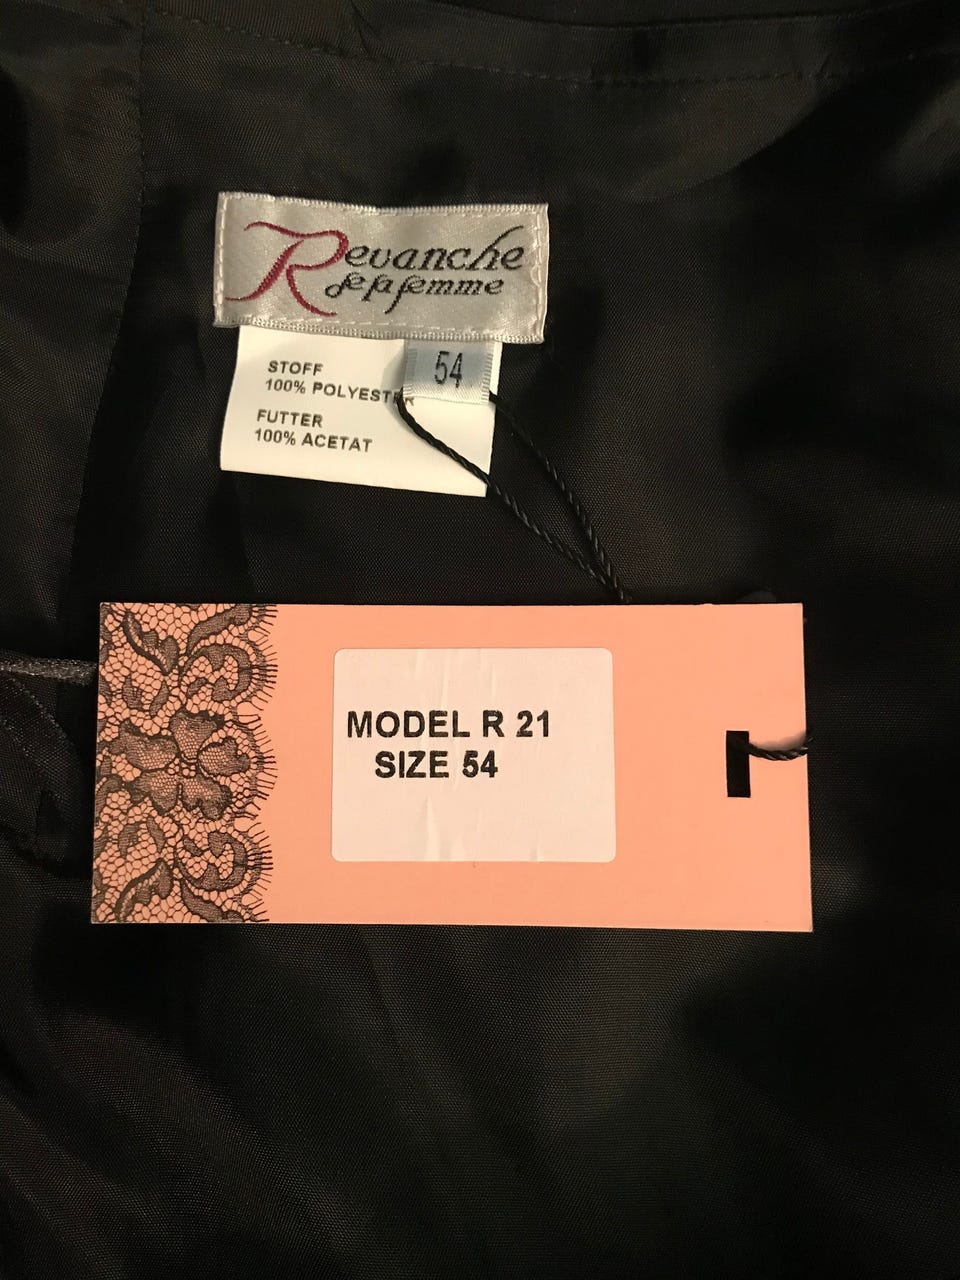 Revanche
de la femme
54
STOFF
100% POLYESTER
FUTTER
100% ACETAT
MODEL R 21
SIZE 54